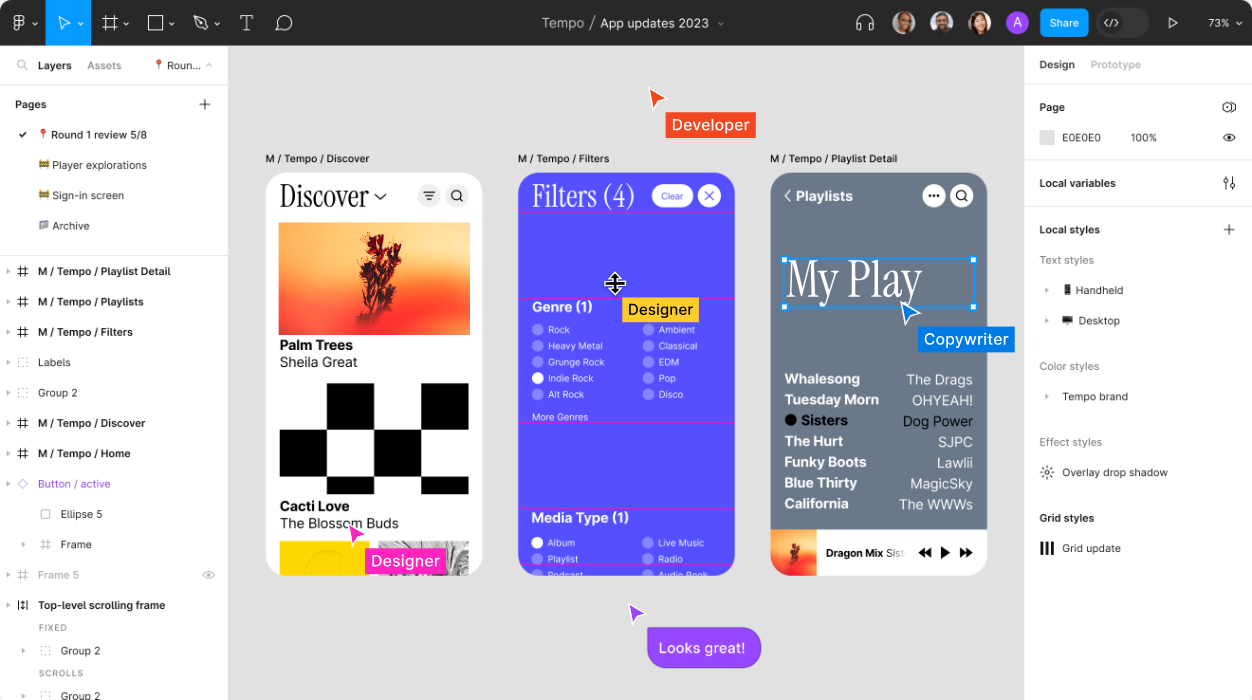 Tempo / App updates 2023
A
Share
73%
Layers
Assets
Roun...
Pages
Round 1 review 5/8
Player explorations
Sign-in screen
Archive
M / Tempo / Playlist Detail
M / Tempo / Playlists
M / Tempo / Filters
Labels
Group 2
M / Tempo / Discover
M / Tempo / Home
Button / active
Ellipse 5
Frame
Frame 5
Top-level scrolling frame
FIXED
Group 2
SCROLLS
Group 2
Developer
M / Tempo / Discover
Discover
Palm Trees
Sheila Great
Cacti Love
The Blossom Buds
Designer
M / Tempo / Filters
Filters (4)
Clear
Designer
Genre (1)
Rock
Ambient
Heavy Metal
Classical
Grunge Rock
EDM
Indie Rock
Pop
Alt Rock
Disco
More Genres
Media Type (1)
Album
Live Music
Playlist
Radio
Podcast
Audio Book
Looks great!
M / Tempo / Playlist Detail
Playlists
My Play
Copywriter
Whalesong The Drags
Tuesday Morn OHYEAH!
Sisters Dog Power
The Hurt SJPC
Funky Boots Lawlii
Blue Thirty MagicSky
California The WWWs
Dragon Mix Sist
Design
Prototype
Page
E0E0E0 100%
Local variables
Local styles
Text styles
Handheld
Desktop
Color styles
Tempo brand
Effect styles
Overlay drop shadow
Grid styles
Grid update